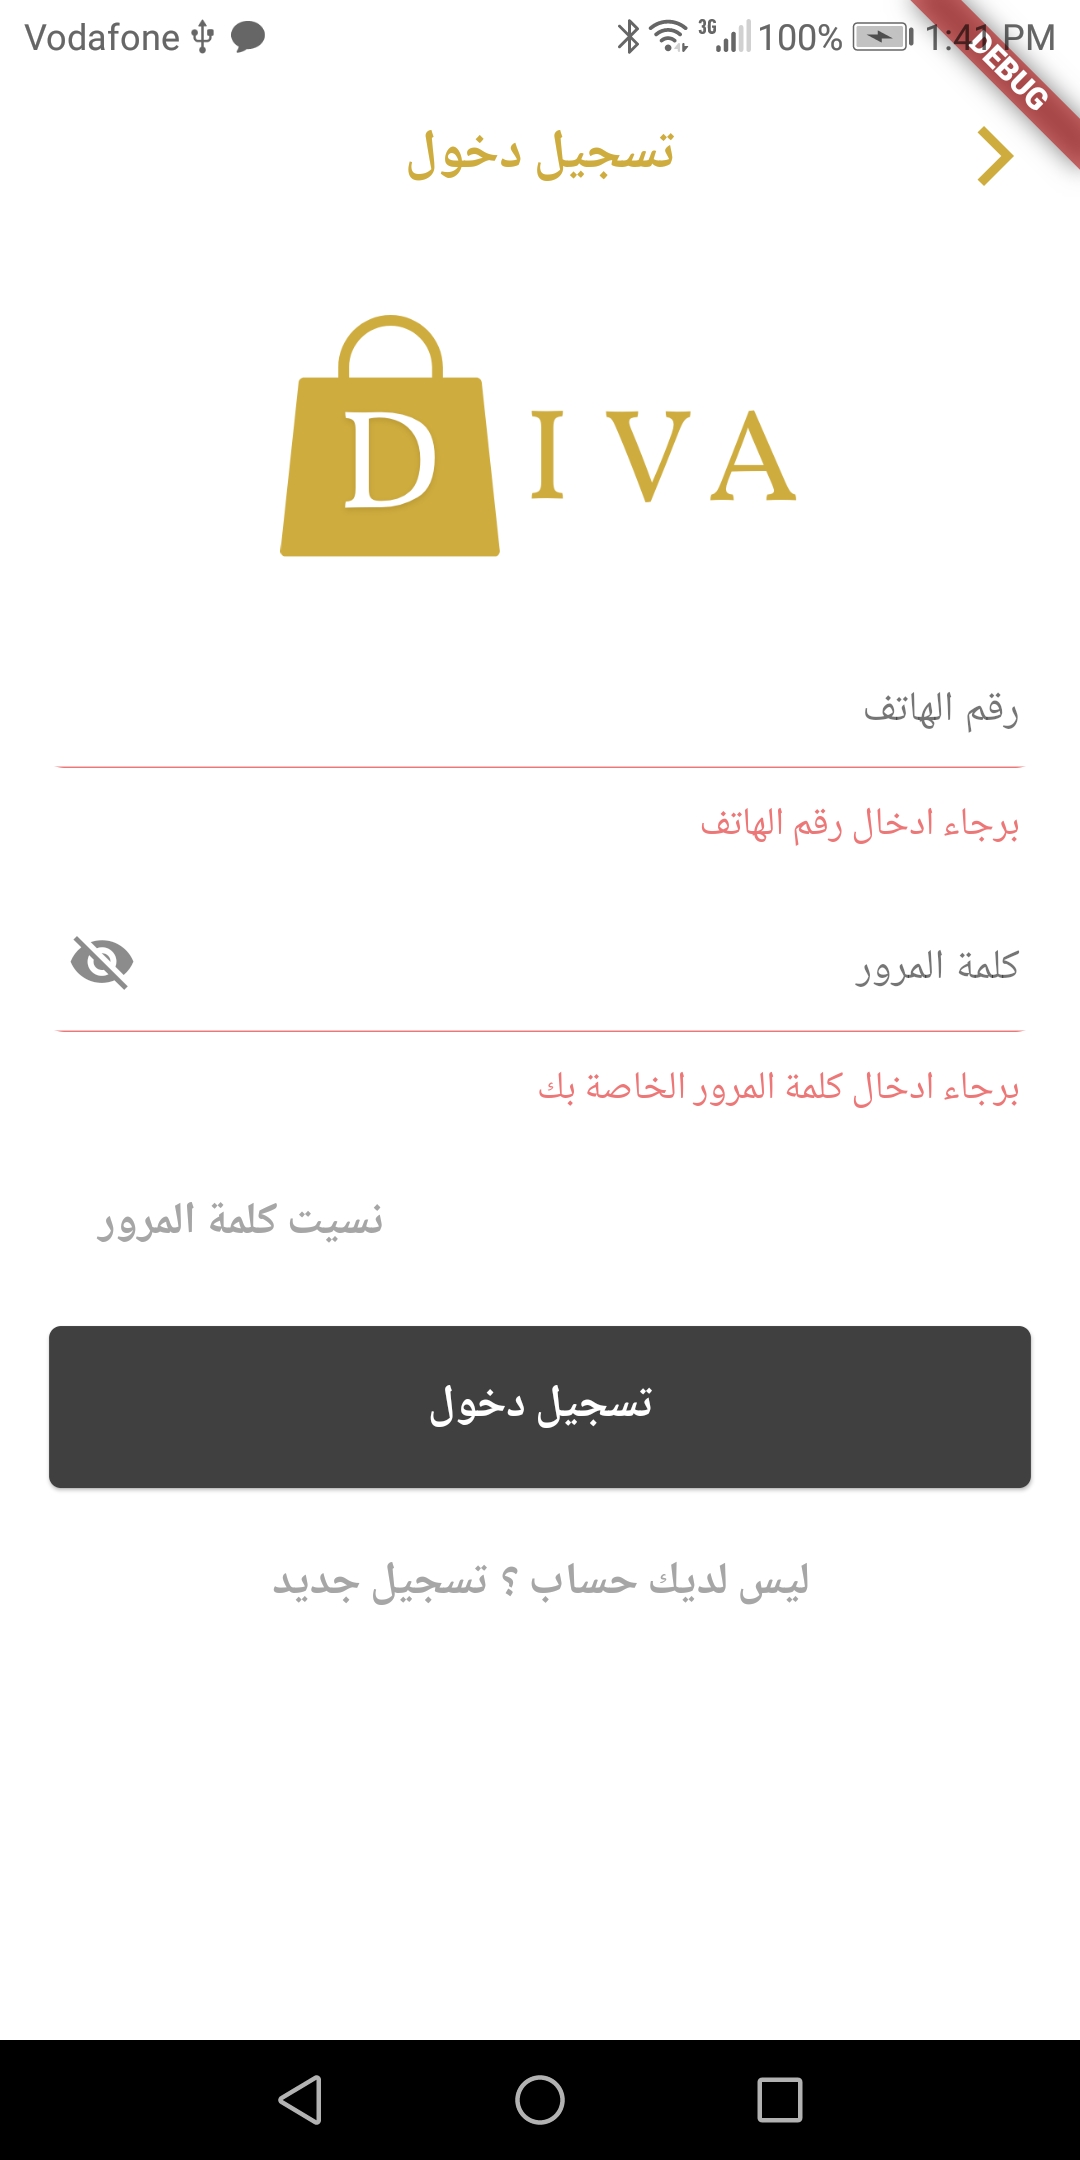 Vodafone 3G 100% 1:41 PM
DEBUG
تسجيل دخول
DIVA
رقم الهاتف
برجاء ادخال رقم الهاتف
كلمة المرور
برجاء ادخال كلمة المرور الخاصة بك
نسيت كلمة المرور
تسجيل دخول
ليس لديك حساب ؟ تسجيل جديد